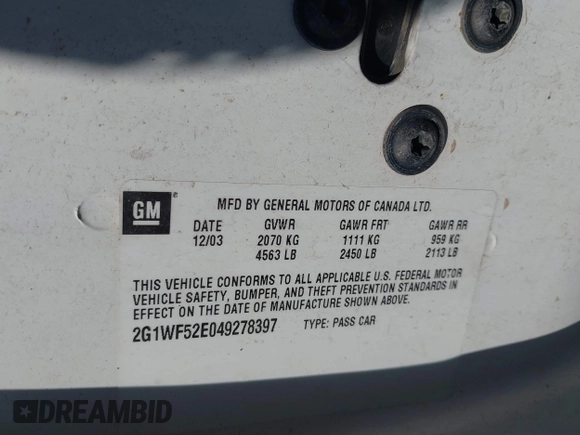 MFD BY GENERAL MOTORS OF CANADA LTD.
GM
DATE GVWR GAWR FRT GAWR RR
12/03 2070 KG 1111 KG 959 KG
4563 LB 2450 LB 2113 LB
THIS VEHICLE CONFORMS TO ALL APPLICABLE U.S. FEDERAL MOTOR
VEHICLE SAFETY, BUMPER, AND THEFT PREVENTION STANDARDS IN
EFFECT ON THE DATE OF MANUFACTURE SHOWN ABOVE.
2G1WF52E049278397 TYPE: PASS CAR
DREAMBID